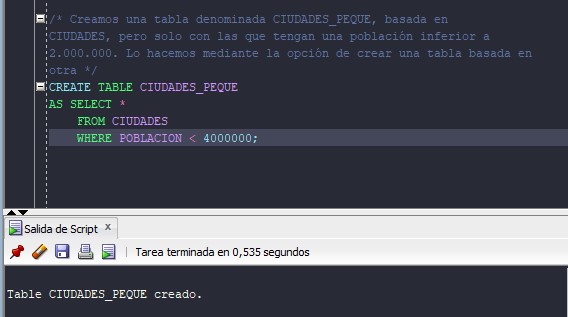 /* Creamos una tabla denominada CIUDADES_PEQUE, basada en
CIUDADES, pero solo con las que tengan una población inferior a
2.000.000. Lo hacemos mediante la opción de crear una tabla basada en
otra */
CREATE TABLE CIUDADES_PEQUE
AS SELECT *
FROM CIUDADES
WHERE POBLACION < 4000000;
Salida de Script x
Tarea terminada en 0,535 segundos
Table CIUDADES_PEQUE creado.